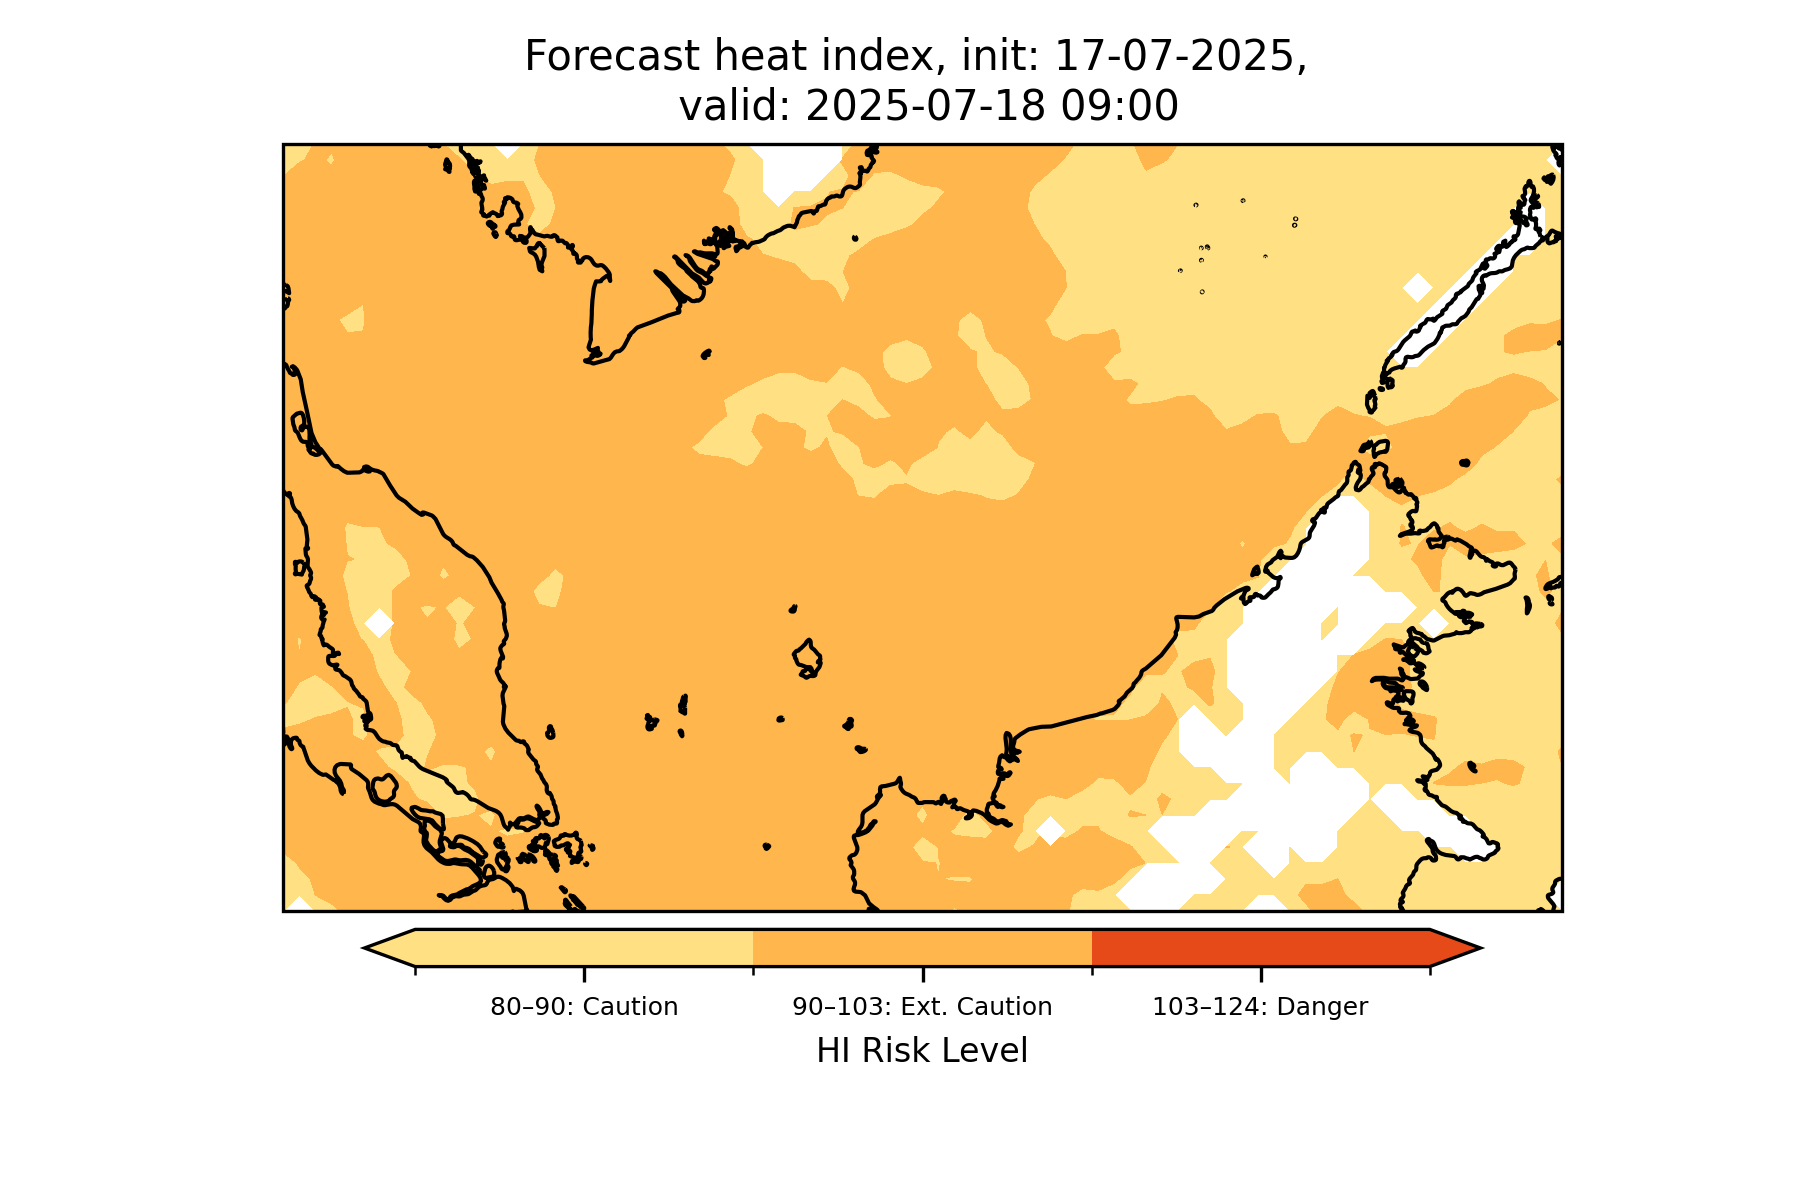 Forecast heat index, init: 17-07-2025,
valid: 2025-07-18 09:00
80–90: Caution
90–103: Ext. Caution
103–124: Danger
HI Risk Level